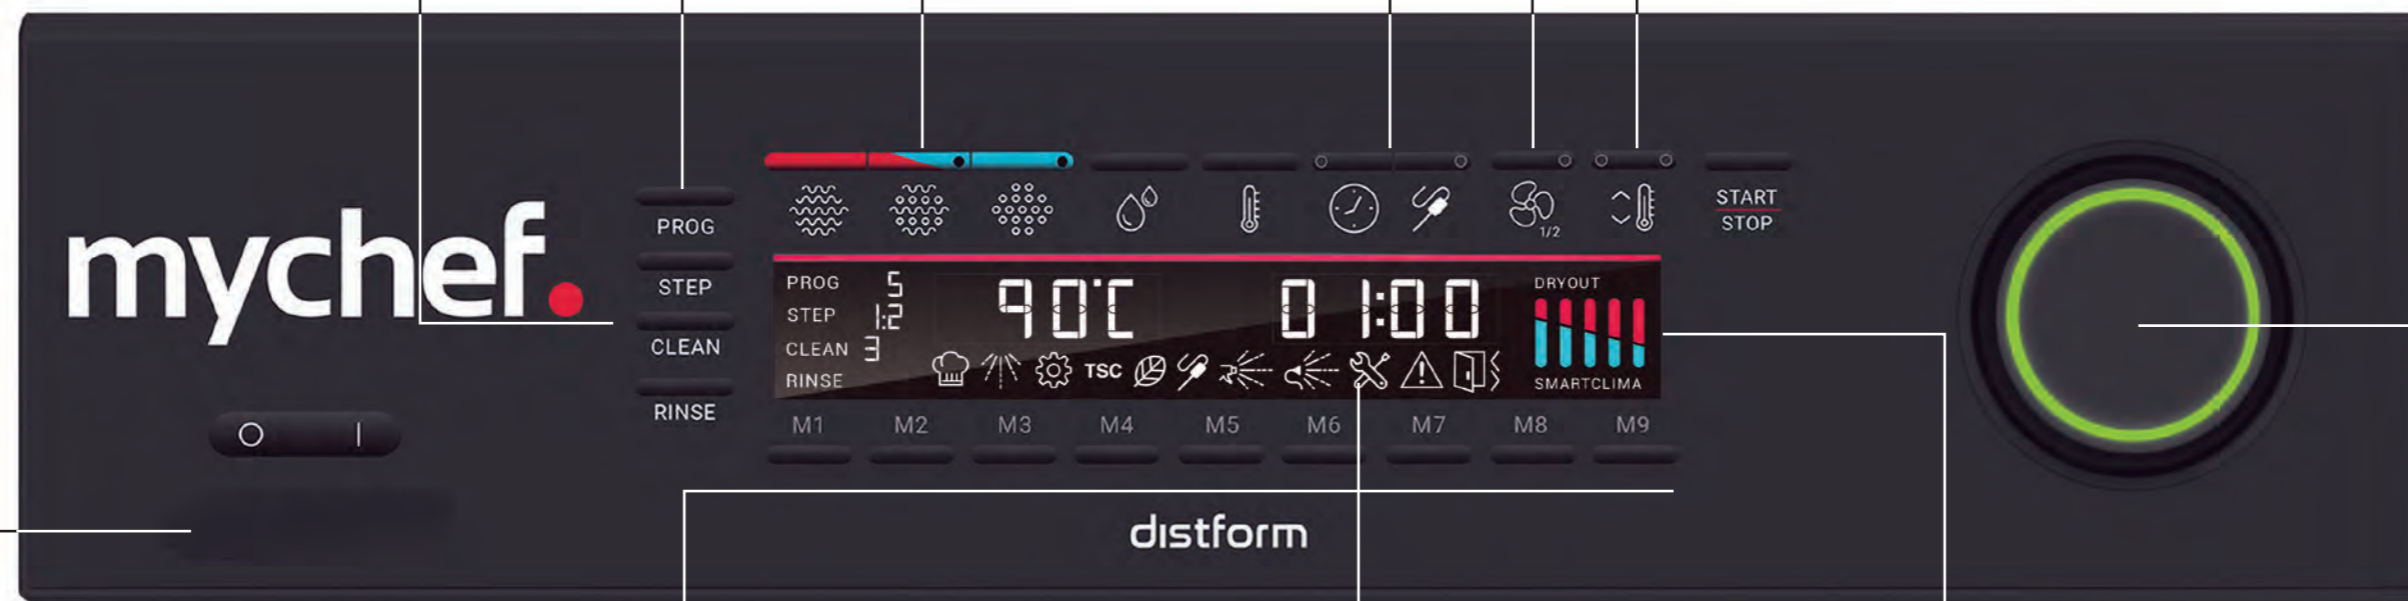 mychef.
PROG
STEP
CLEAN
RINSE
O I
1/2
START
STOP
PROG 5
STEP 1:2
CLEAN 3
RINSE
90°C
01:00
TSC
DRYOUT
SMARTCLIMA
M1 M2 M3 M4 M5 M6 M7 M8 M9
distform